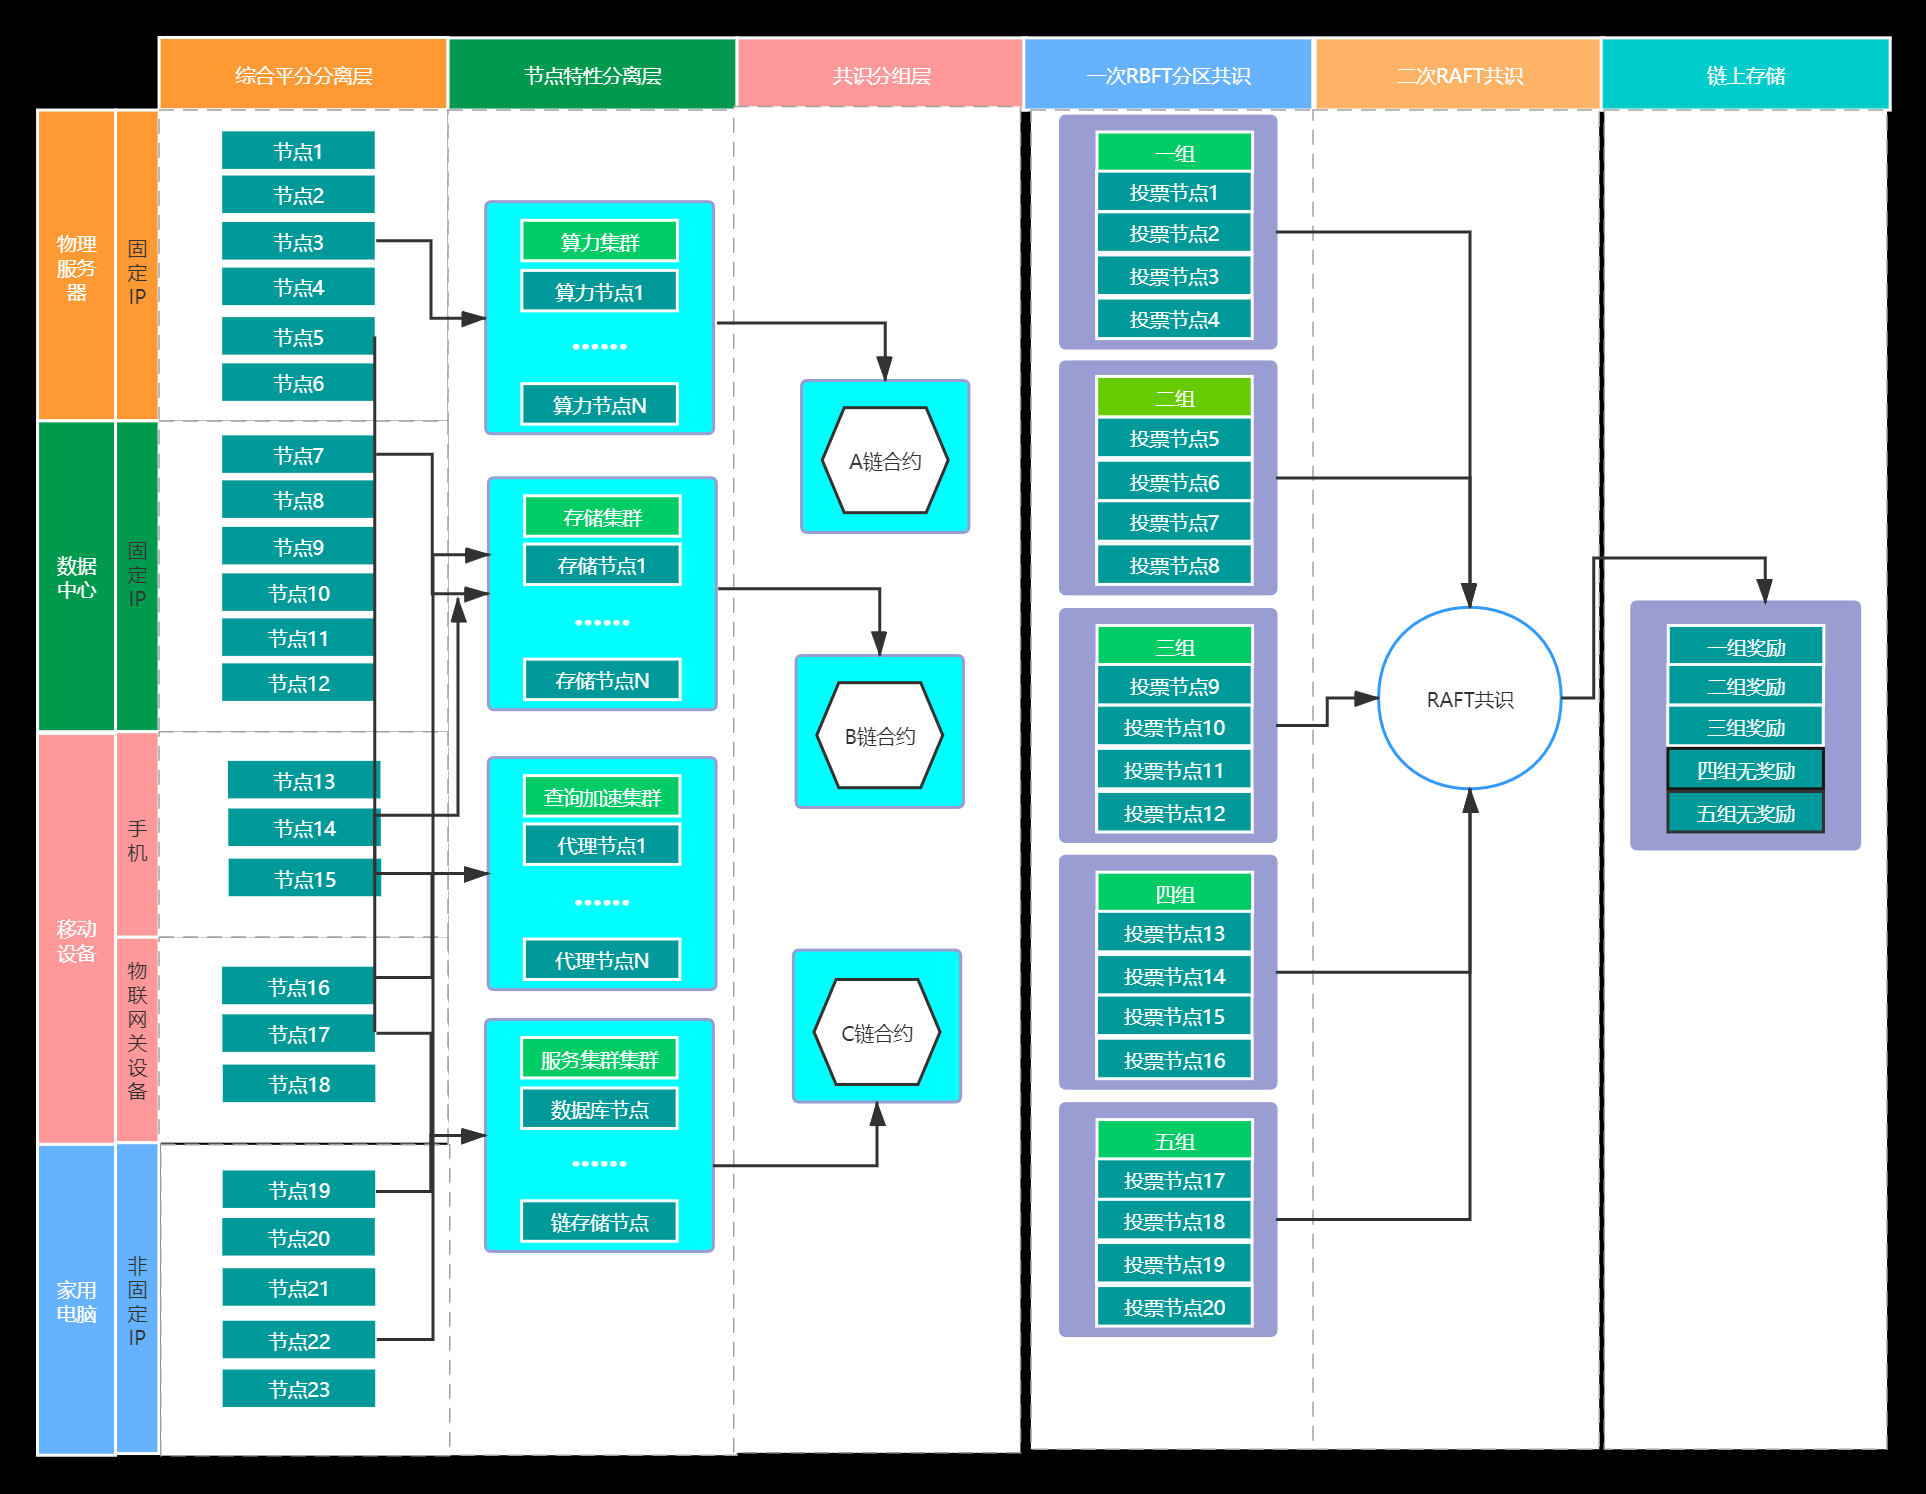 综合平分分离层
节点特性分离层
共识分组层
一次RBFT分区共识
二次RAFT共识
链上存储
物理
服务
器
固
定
IP
节点1
节点2
节点3
节点4
节点5
节点6
数据
中心
固
定
IP
节点7
节点8
节点9
节点10
节点11
节点12
移动
设备
手
机
节点13
节点14
节点15
物
联
网
关
设
备
节点16
节点17
节点18
家用
电脑
非
固
定
IP
节点19
节点20
节点21
节点22
节点23
算力集群
算力节点1
······
算力节点N
存储集群
存储节点1
······
存储节点N
查询加速集群
代理节点1
······
代理节点N
服务集群集群
数据库节点
······
链存储节点
A链合约
B链合约
C链合约
一组
投票节点1
投票节点2
投票节点3
投票节点4
二组
投票节点5
投票节点6
投票节点7
投票节点8
三组
投票节点9
投票节点10
投票节点11
投票节点12
四组
投票节点13
投票节点14
投票节点15
投票节点16
五组
投票节点17
投票节点18
投票节点19
投票节点20
RAFT共识
一组奖励
二组奖励
三组奖励
四组无奖励
五组无奖励